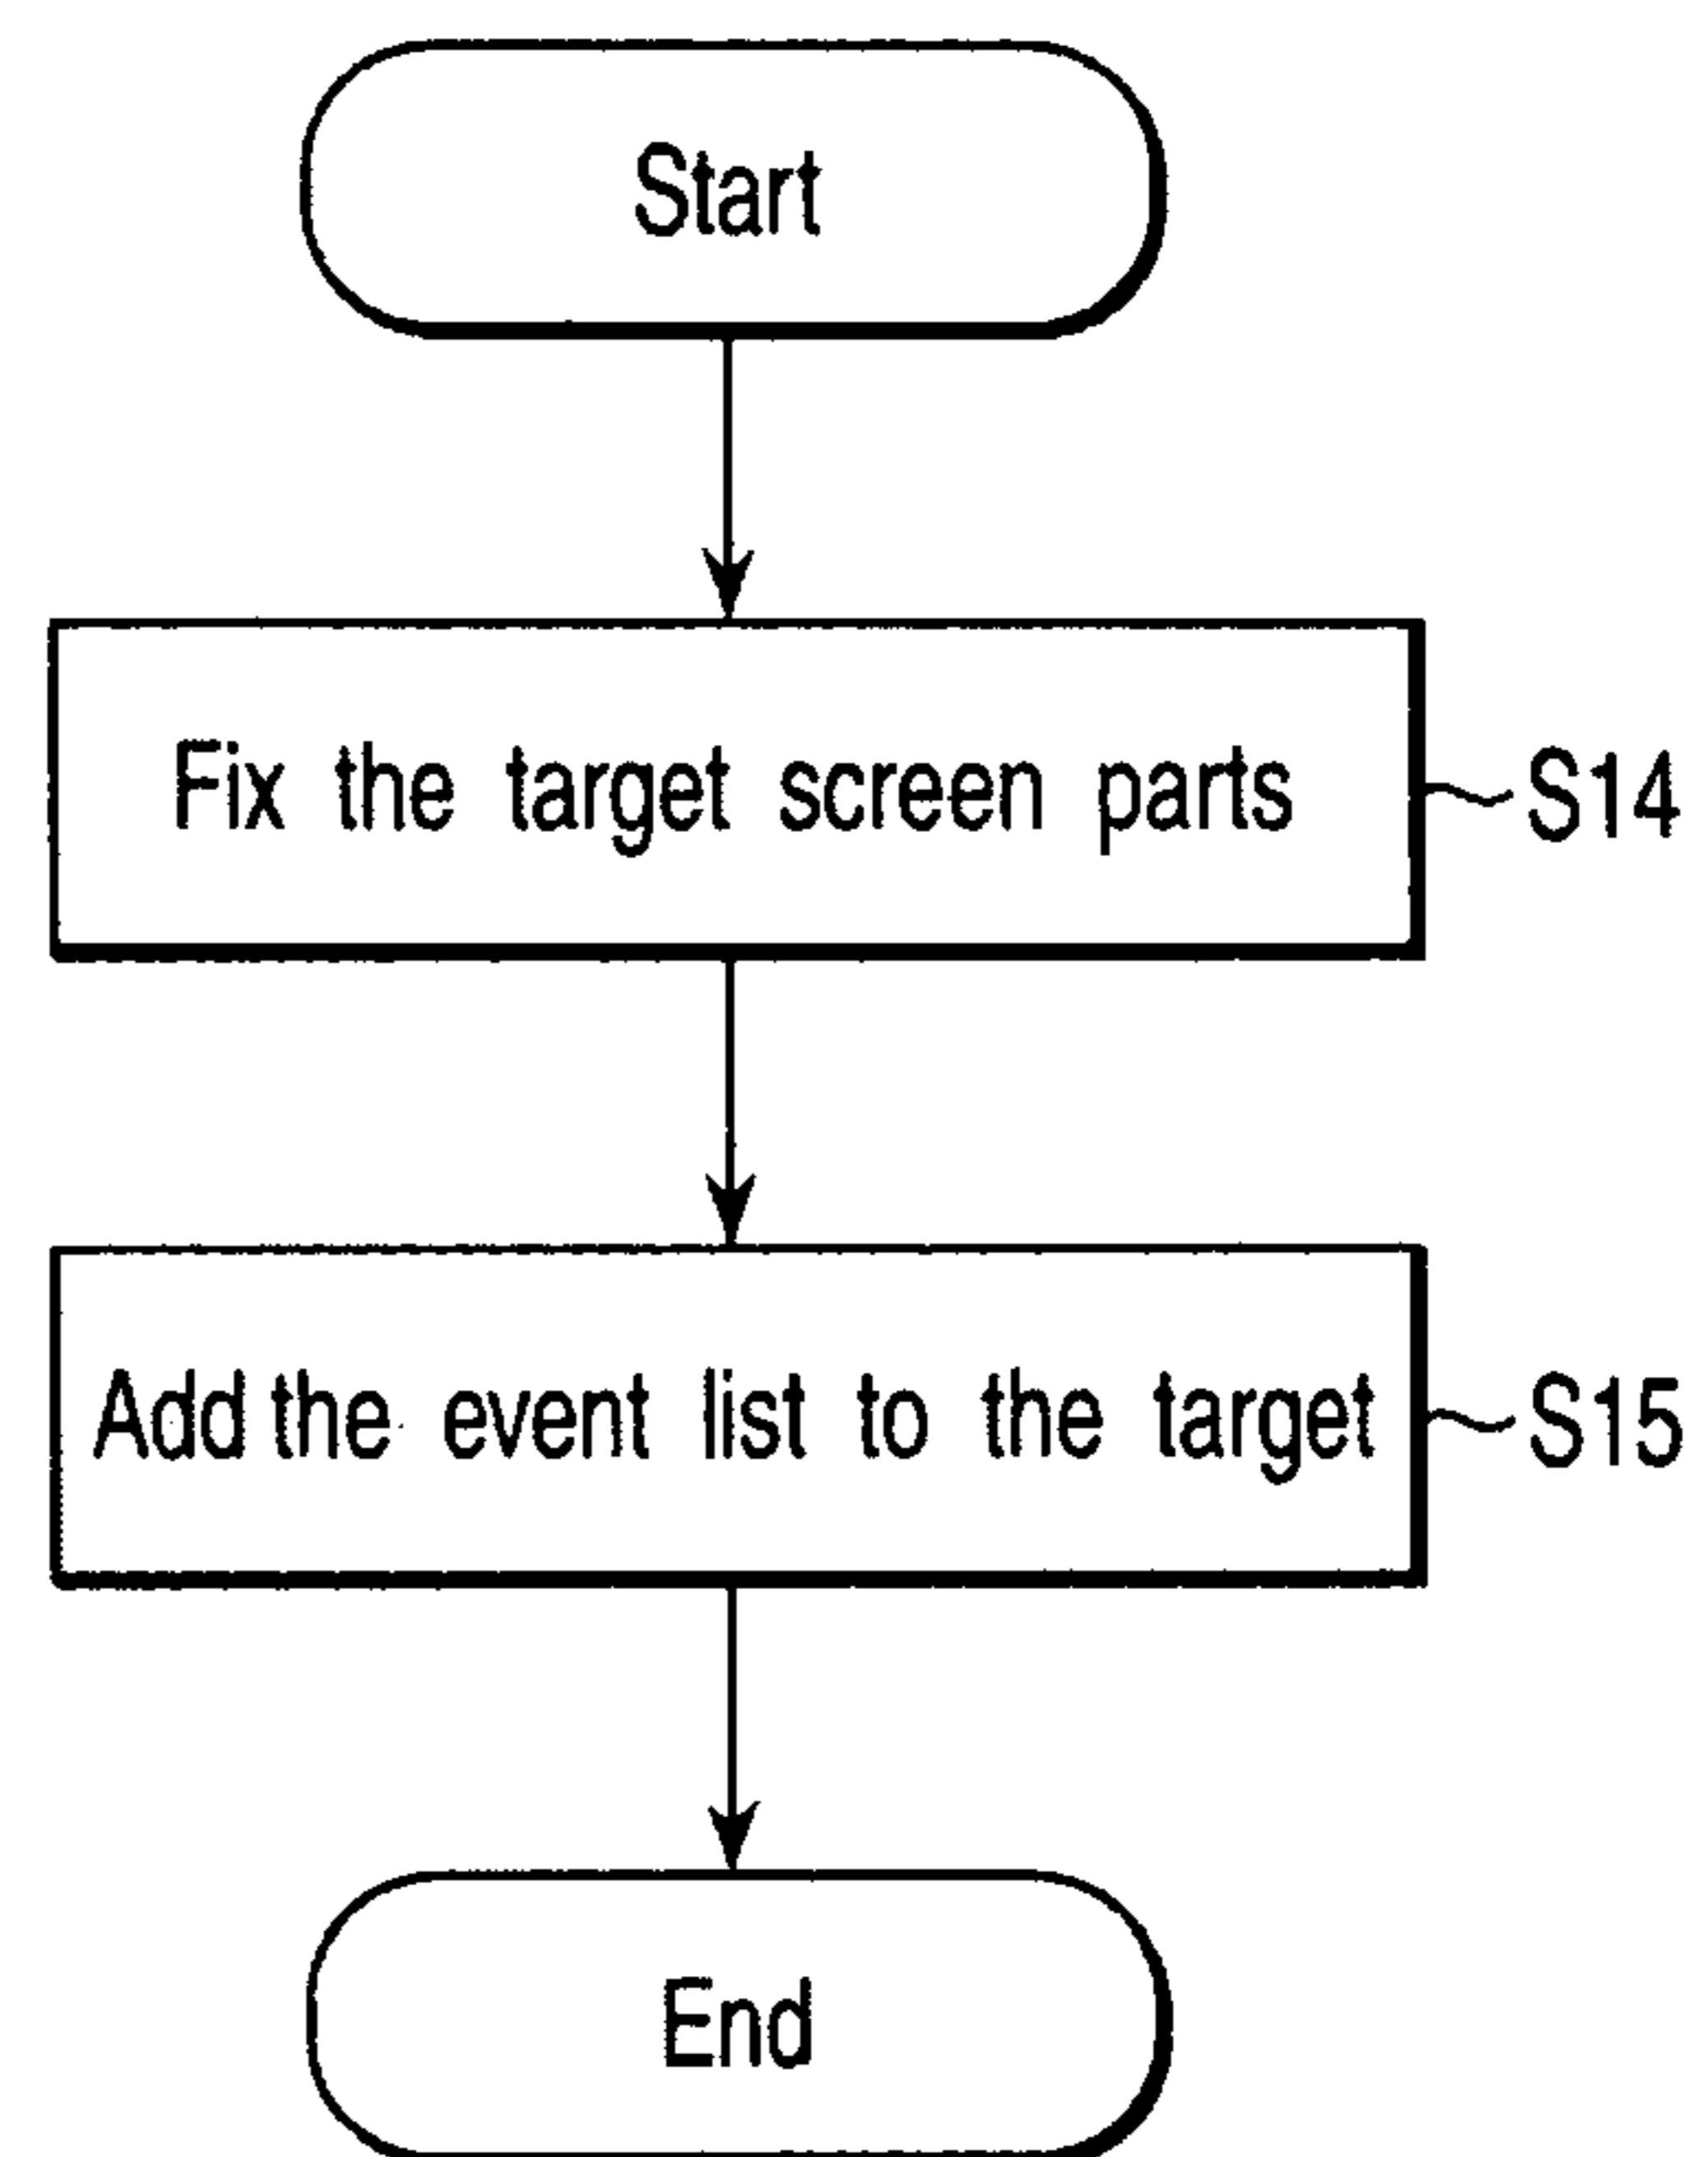 Start
Fix the target screen parts
S14
Add the event list to the target
S15
End